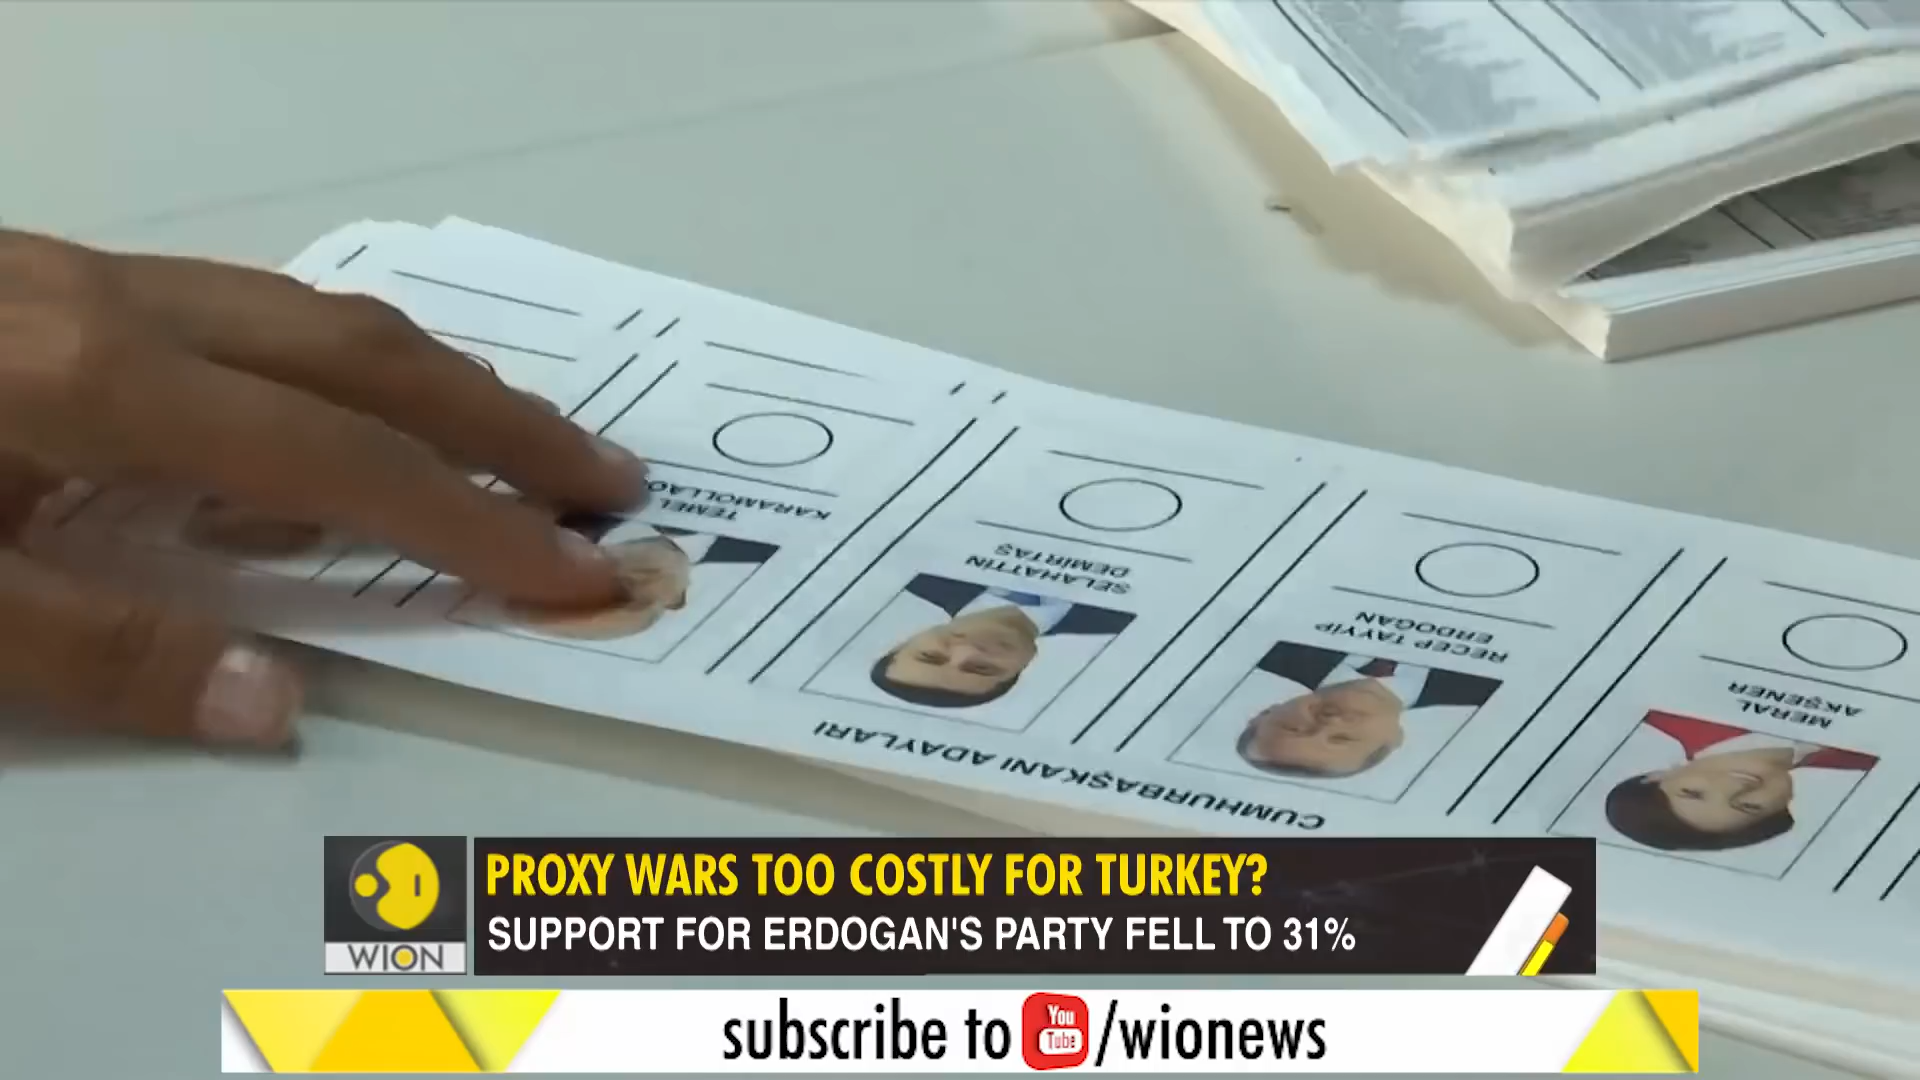 TEMEL
KARAMOLLAO
SELAHATTİN
DEMİRTAŞ
RECEP TAYYİP
ERDOĞAN
MERAL
AKŞENER
CUMHURBAŞKANI ADAYLARI
PROXY WARS TOO COSTLY FOR TURKEY?
SUPPORT FOR ERDOGAN'S PARTY FELL TO 31%
WION
subscribe to You Tube /wionews